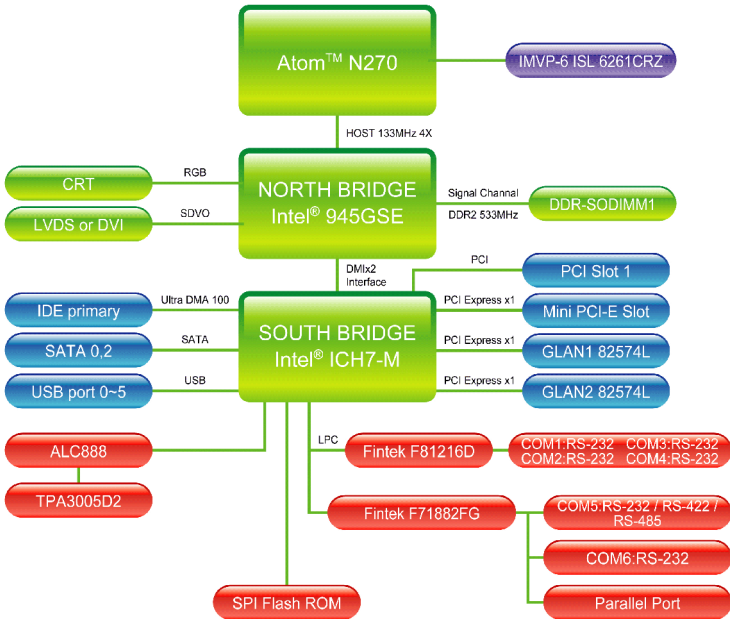 Atom™ N270
IMVP-6 ISL 6261CRZ
HOST 133MHz 4X
CRT
RGB
NORTH BRIDGE
Intel® 945GSE
LVDS or DVI
SDVO
Signal Channel
DDR2 533MHz
DDR-SODIMM1
DMIx2
Interface
PCI
PCI Slot 1
IDE primary
Ultra DMA 100
SOUTH BRIDGE
Intel® ICH7-M
PCI Express x1
Mini PCI-E Slot
SATA 0,2
SATA
PCI Express x1
GLAN1 82574L
USB port 0~5
USB
PCI Express x1
GLAN2 82574L
ALC888
LPC
Fintek F81216D
COM1:RS-232 COM3:RS-232
COM2:RS-232 COM4:RS-232
TPA3005D2
Fintek F71882FG
COM5:RS-232 / RS-422 /
RS-485
COM6:RS-232
SPI Flash ROM
Parallel Port